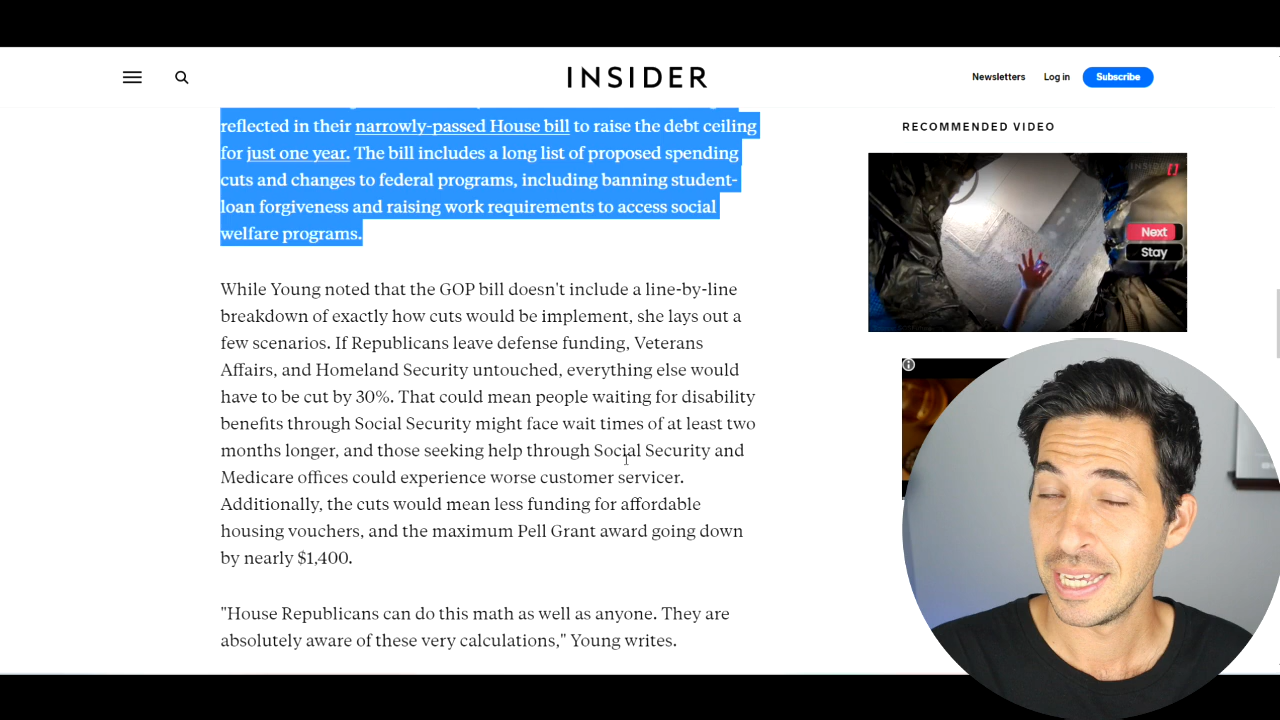 INSIDER
Newsletters
Log in
Subscribe
reflected in their narrowly-passed House bill to raise the debt ceiling
for just one year. The bill includes a long list of proposed spending
cuts and changes to federal programs, including banning student-
loan forgiveness and raising work requirements to access social
welfare programs.
While Young noted that the GOP bill doesn't include a line-by-line
breakdown of exactly how cuts would be implement, she lays out a
few scenarios. If Republicans leave defense funding, Veterans
Affairs, and Homeland Security untouched, everything else would
have to be cut by 30%. That could mean people waiting for disability
benefits through Social Security might face wait times of at least two
months longer, and those seeking help through Social Security and
Medicare offices could experience worse customer servicer.
Additionally, the cuts would mean less funding for affordable
housing vouchers, and the maximum Pell Grant award going down
by nearly $1,400.
"House Republicans can do this math as well as anyone. They are
absolutely aware of these very calculations," Young writes.
RECOMMENDED VIDEO
INSIDER
Next
Stay